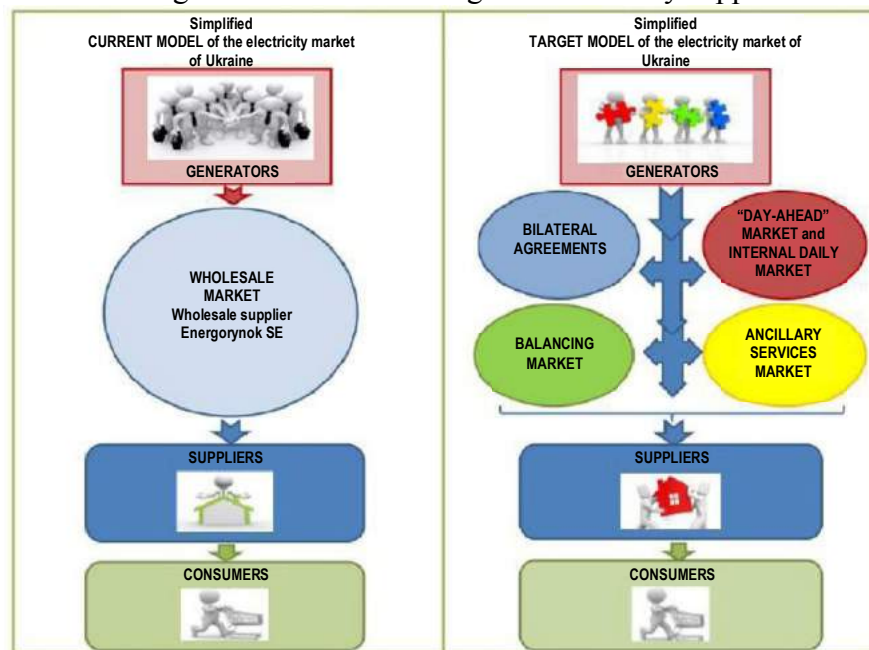 Simplified
CURRENT MODEL of the electricity market
of Ukraine
GENERATORS
WHOLESALE
MARKET
Wholesale supplier
Energorynok SE
SUPPLIERS
CONSUMERS
Simplified
TARGET MODEL of the electricity market of
Ukraine
GENERATORS
BILATERAL
AGREEMENTS
“DAY-AHEAD”
MARKET and
INTERNAL DAILY
MARKET
BALANCING
MARKET
ANCILLARY
SERVICES
MARKET
SUPPLIERS
CONSUMERS